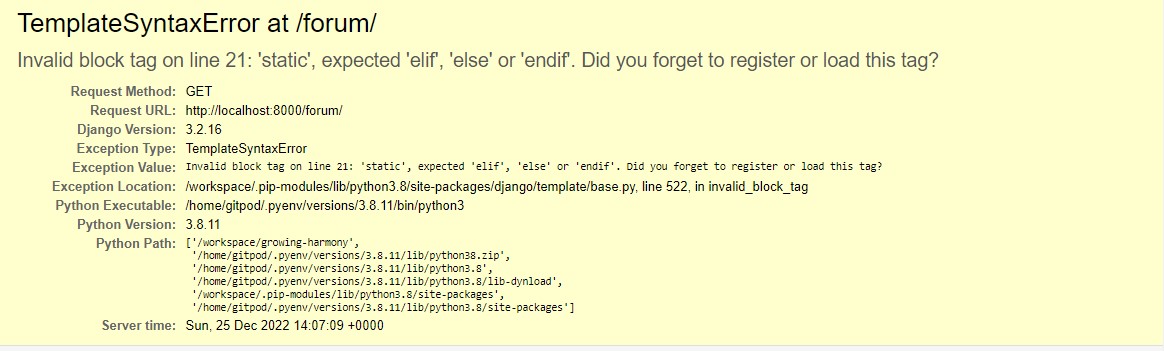 TemplateSyntaxError at /forum/
Invalid block tag on line 21: 'static', expected 'elif', 'else' or 'endif'. Did you forget to register or load this tag?
Request Method: GET
Request URL: http://localhost:8000/forum/
Django Version: 3.2.16
Exception Type: TemplateSyntaxError
Exception Value: Invalid block tag on line 21: 'static', expected 'elif', 'else' or 'endif'. Did you forget to register or load this tag?
Exception Location: /workspace/.pip-modules/lib/python3.8/site-packages/django/template/base.py, line 522, in invalid_block_tag
Python Executable: /home/gitpod/.pyenv/versions/3.8.11/bin/python3
Python Version: 3.8.11
Python Path: ['/workspace/growing-harmony',
'/home/gitpod/.pyenv/versions/3.8.11/lib/python38.zip',
'/home/gitpod/.pyenv/versions/3.8.11/lib/python3.8',
'/home/gitpod/.pyenv/versions/3.8.11/lib/python3.8/lib-dynload',
'/workspace/.pip-modules/lib/python3.8/site-packages',
'/home/gitpod/.pyenv/versions/3.8.11/lib/python3.8/site-packages']
Server time: Sun, 25 Dec 2022 14:07:09 +0000